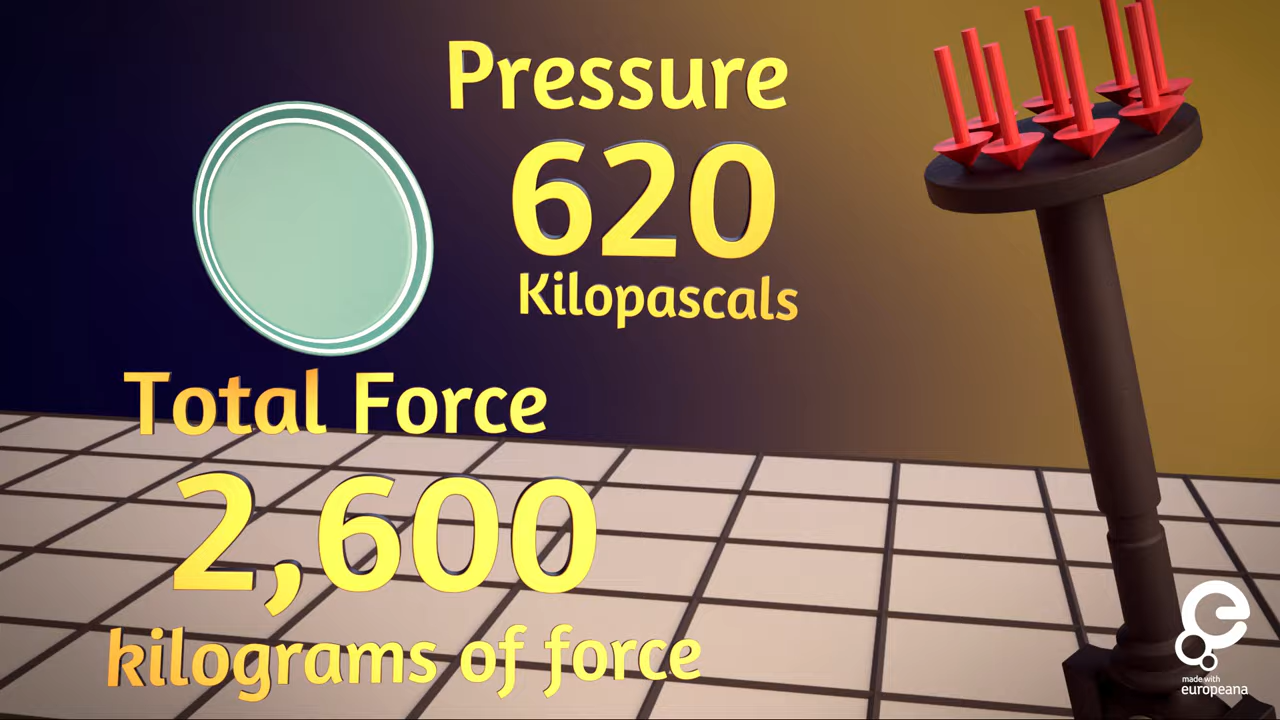 Pressure
620
Kilopascals
Total Force
2,600
kilograms of force
e
made with
europeana